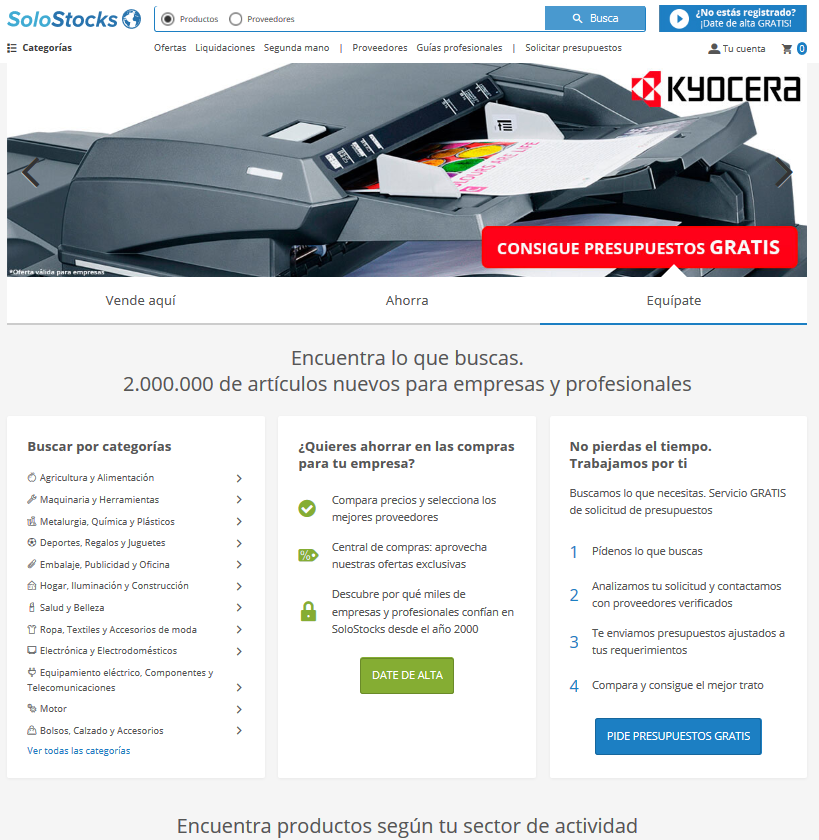 SoloStocks
Productos
Proveedores
Busca
¿No estás registrado?
¡Date de alta GRATIS!
Categorías
Ofertas Liquidaciones Segunda mano | Proveedores Guías profesionales | Solicitar presupuestos
Tu cuenta
0
KYOCERA
COLOURS ARE LIFE
CONSIGUE PRESUPUESTOS GRATIS
*Oferta válida para empresas
Vende aquí
Ahorra
Equípate
Encuentra lo que buscas.
2.000.000 de artículos nuevos para empresas y profesionales
Buscar por categorías
Agricultura y Alimentación
Maquinaria y Herramientas
Metalurgia, Química y Plásticos
Deportes, Regalos y Juguetes
Embalaje, Publicidad y Oficina
Hogar, Iluminación y Construcción
Salud y Belleza
Ropa, Textiles y Accesorios de moda
Electrónica y Electrodomésticos
Equipamiento eléctrico, Componentes y
Telecomunicaciones
Motor
Bolsos, Calzado y Accesorios
Ver todas las categorías
¿Quieres ahorrar en las compras
para tu empresa?
Compara precios y selecciona los
mejores proveedores
%
Central de compras: aprovecha
nuestras ofertas exclusivas
Descubre por qué miles de
empresas y profesionales confían en
SoloStocks desde el año 2000
DATE DE ALTA
No pierdas el tiempo.
Trabajamos por ti
Buscamos lo que necesitas. Servicio GRATIS
de solicitud de presupuestos
1 Pídenos lo que buscas
2 Analizamos tu solicitud y contactamos
con proveedores verificados
3 Te enviamos presupuestos ajustados a
tus requerimientos
4 Compara y consigue el mejor trato
PIDE PRESUPUESTOS GRATIS
Encuentra productos según tu sector de actividad